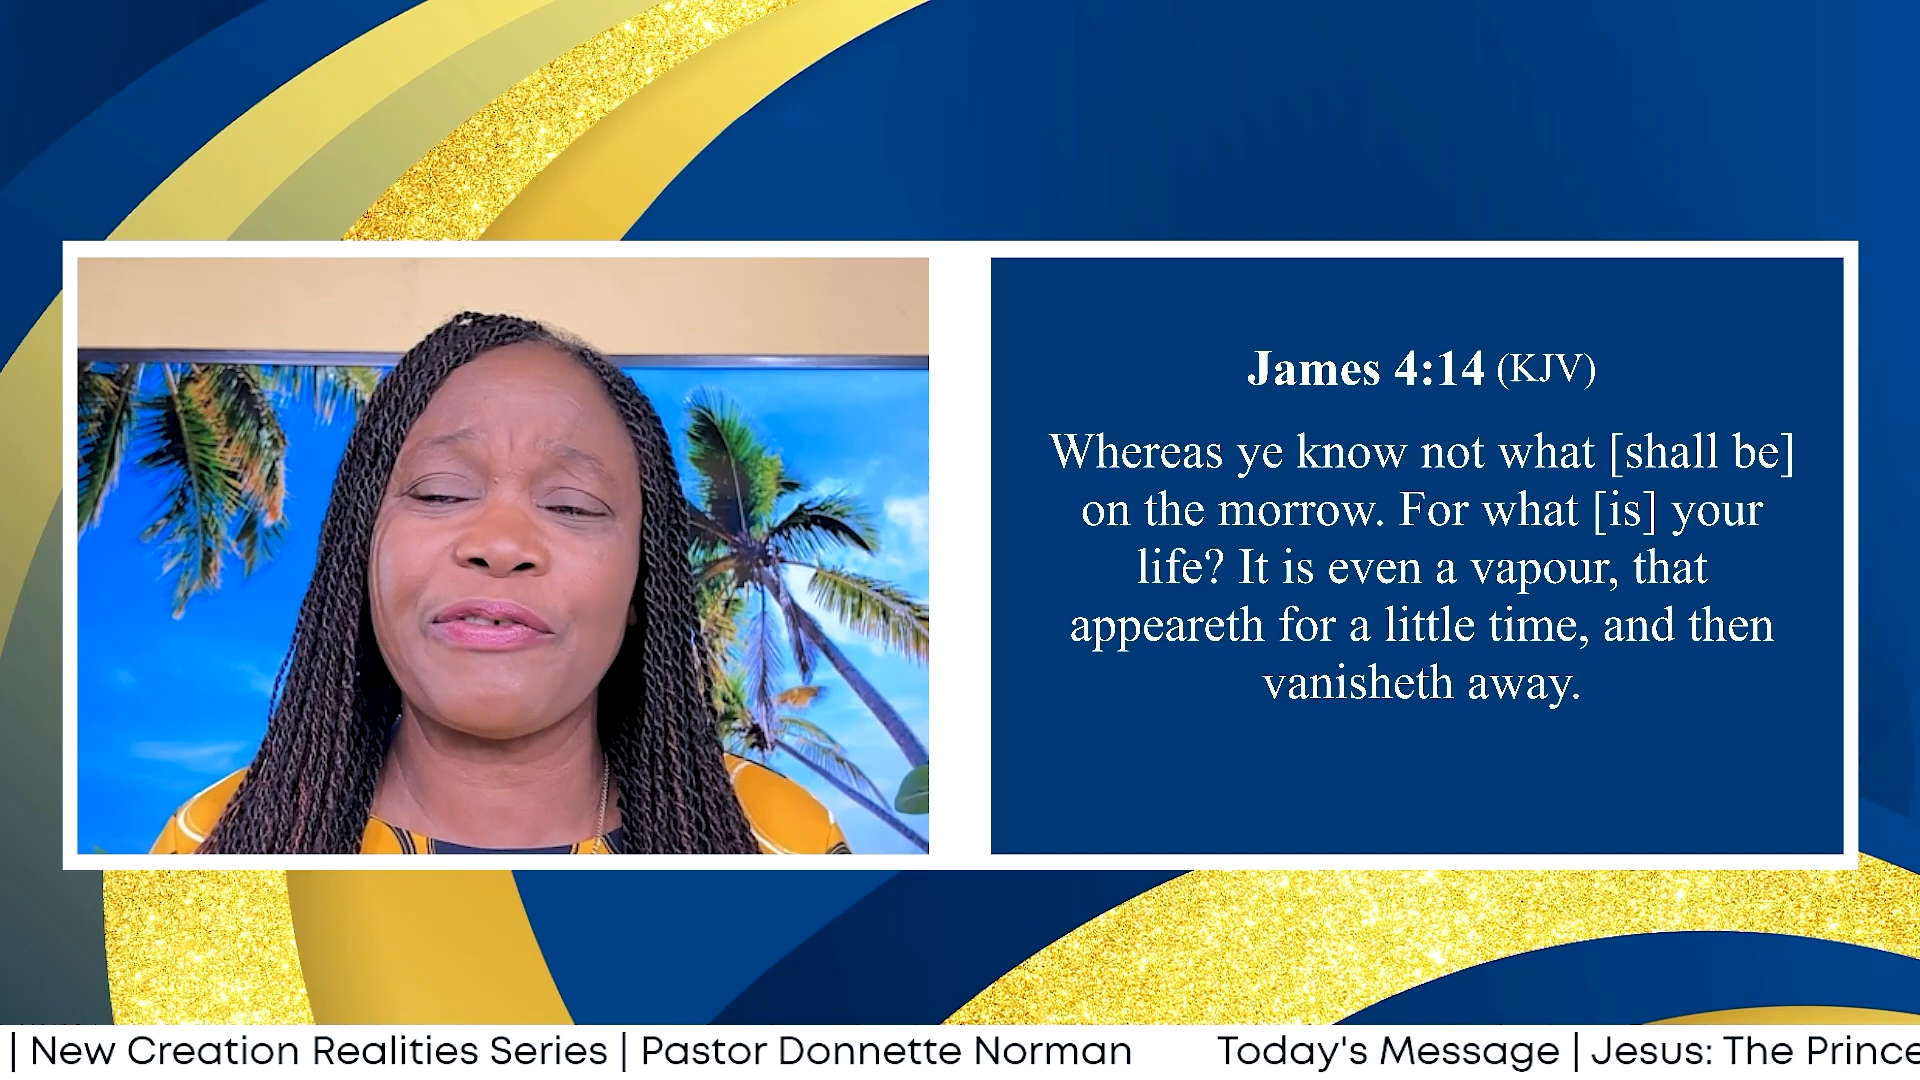 James 4:14 (KJV)
Whereas ye know not what [shall be]
on the morrow. For what [is] your
life? It is even a vapour, that
appeareth for a little time, and then
vanisheth away.
| New Creation Realities Series | Pastor Donnette Norman Today's Message | Jesus: The Prince